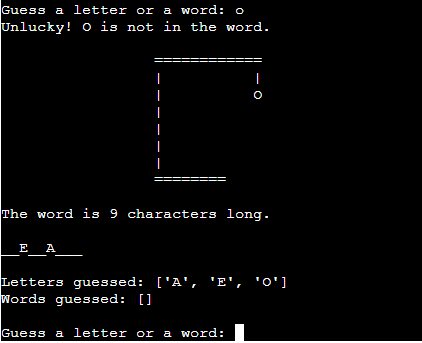 Guess a letter or a word: o
Unlucky! O is not in the word.
============
|           |
|           O
|
|
|
|
========
The word is 9 characters long.
__E__A___
Letters guessed: ['A', 'E', 'O']
Words guessed: []
Guess a letter or a word: